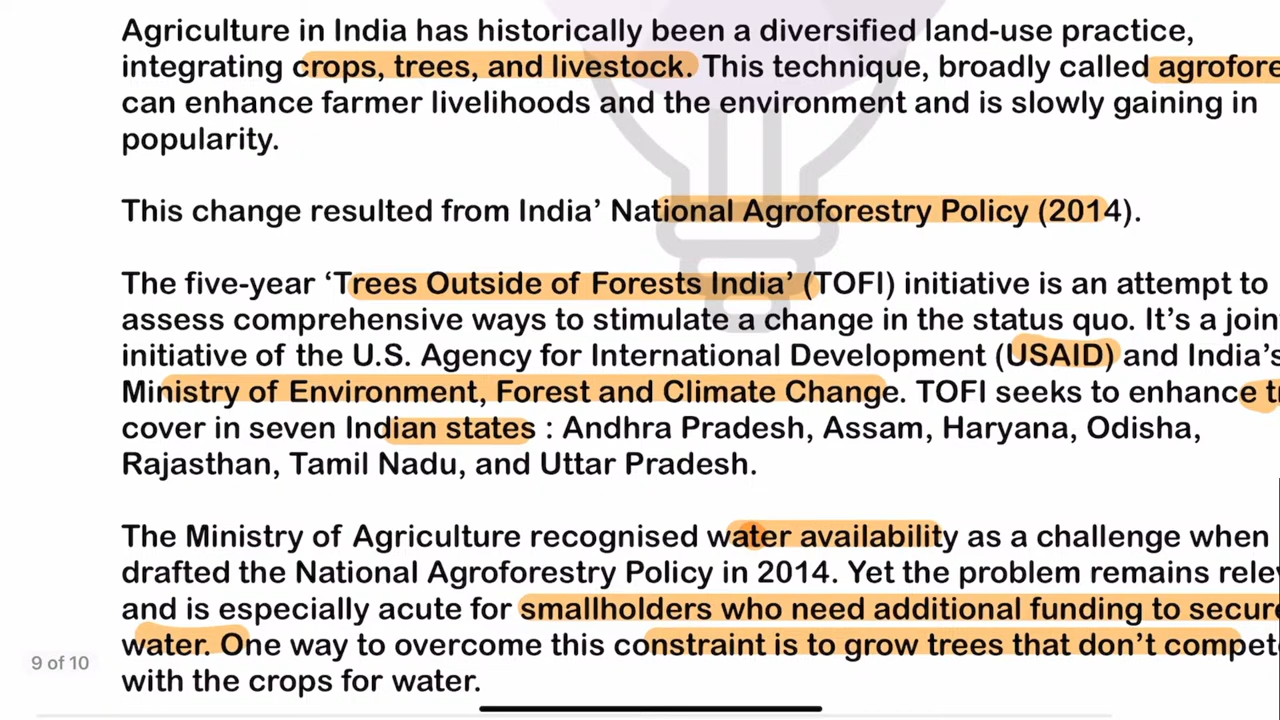 Agriculture in India has historically been a diversified land-use practice,
integrating crops, trees, and livestock. This technique, broadly called agrofore
can enhance farmer livelihoods and the environment and is slowly gaining in
popularity.
This change resulted from India’ National Agroforestry Policy (2014).
The five-year ‘Trees Outside of Forests India’ (TOFI) initiative is an attempt to
assess comprehensive ways to stimulate a change in the status quo. It’s a join
initiative of the U.S. Agency for International Development (USAID) and India’s
Ministry of Environment, Forest and Climate Change. TOFI seeks to enhance
cover in seven Indian states : Andhra Pradesh, Assam, Haryana, Odisha,
Rajasthan, Tamil Nadu, and Uttar Pradesh.
The Ministry of Agriculture recognised water availability as a challenge when
drafted the National Agroforestry Policy in 2014. Yet the problem remains rele
and is especially acute for smallholders who need additional funding to secure
water. One way to overcome this constraint is to grow trees that don’t compet
with the crops for water.
9 of 10